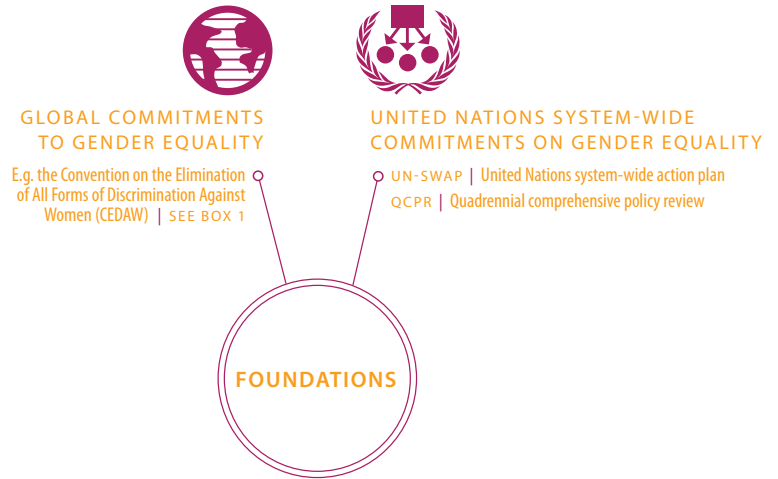 GLOBAL COMMITMENTS
TO GENDER EQUALITY
E.g. the Convention on the Elimination
of All Forms of Discrimination Against
Women (CEDAW) | SEE BOX 1
UNITED NATIONS SYSTEM-WIDE
COMMITMENTS ON GENDER EQUALITY
UN-SWAP | United Nations system-wide action plan
QCPR | Quadrennial comprehensive policy review
FOUNDATIONS